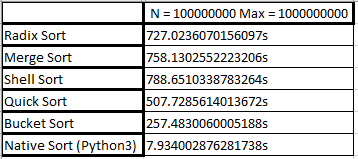 N = 100000000 Max = 1000000000
Radix Sort 727.0236070156097s
Merge Sort 758.1302552223206s
Shell Sort 788.6510338783264s
Quick Sort 507.7285614013672s
Bucket Sort 257.4830060005188s
Native Sort (Python3) 7.934002876281738s